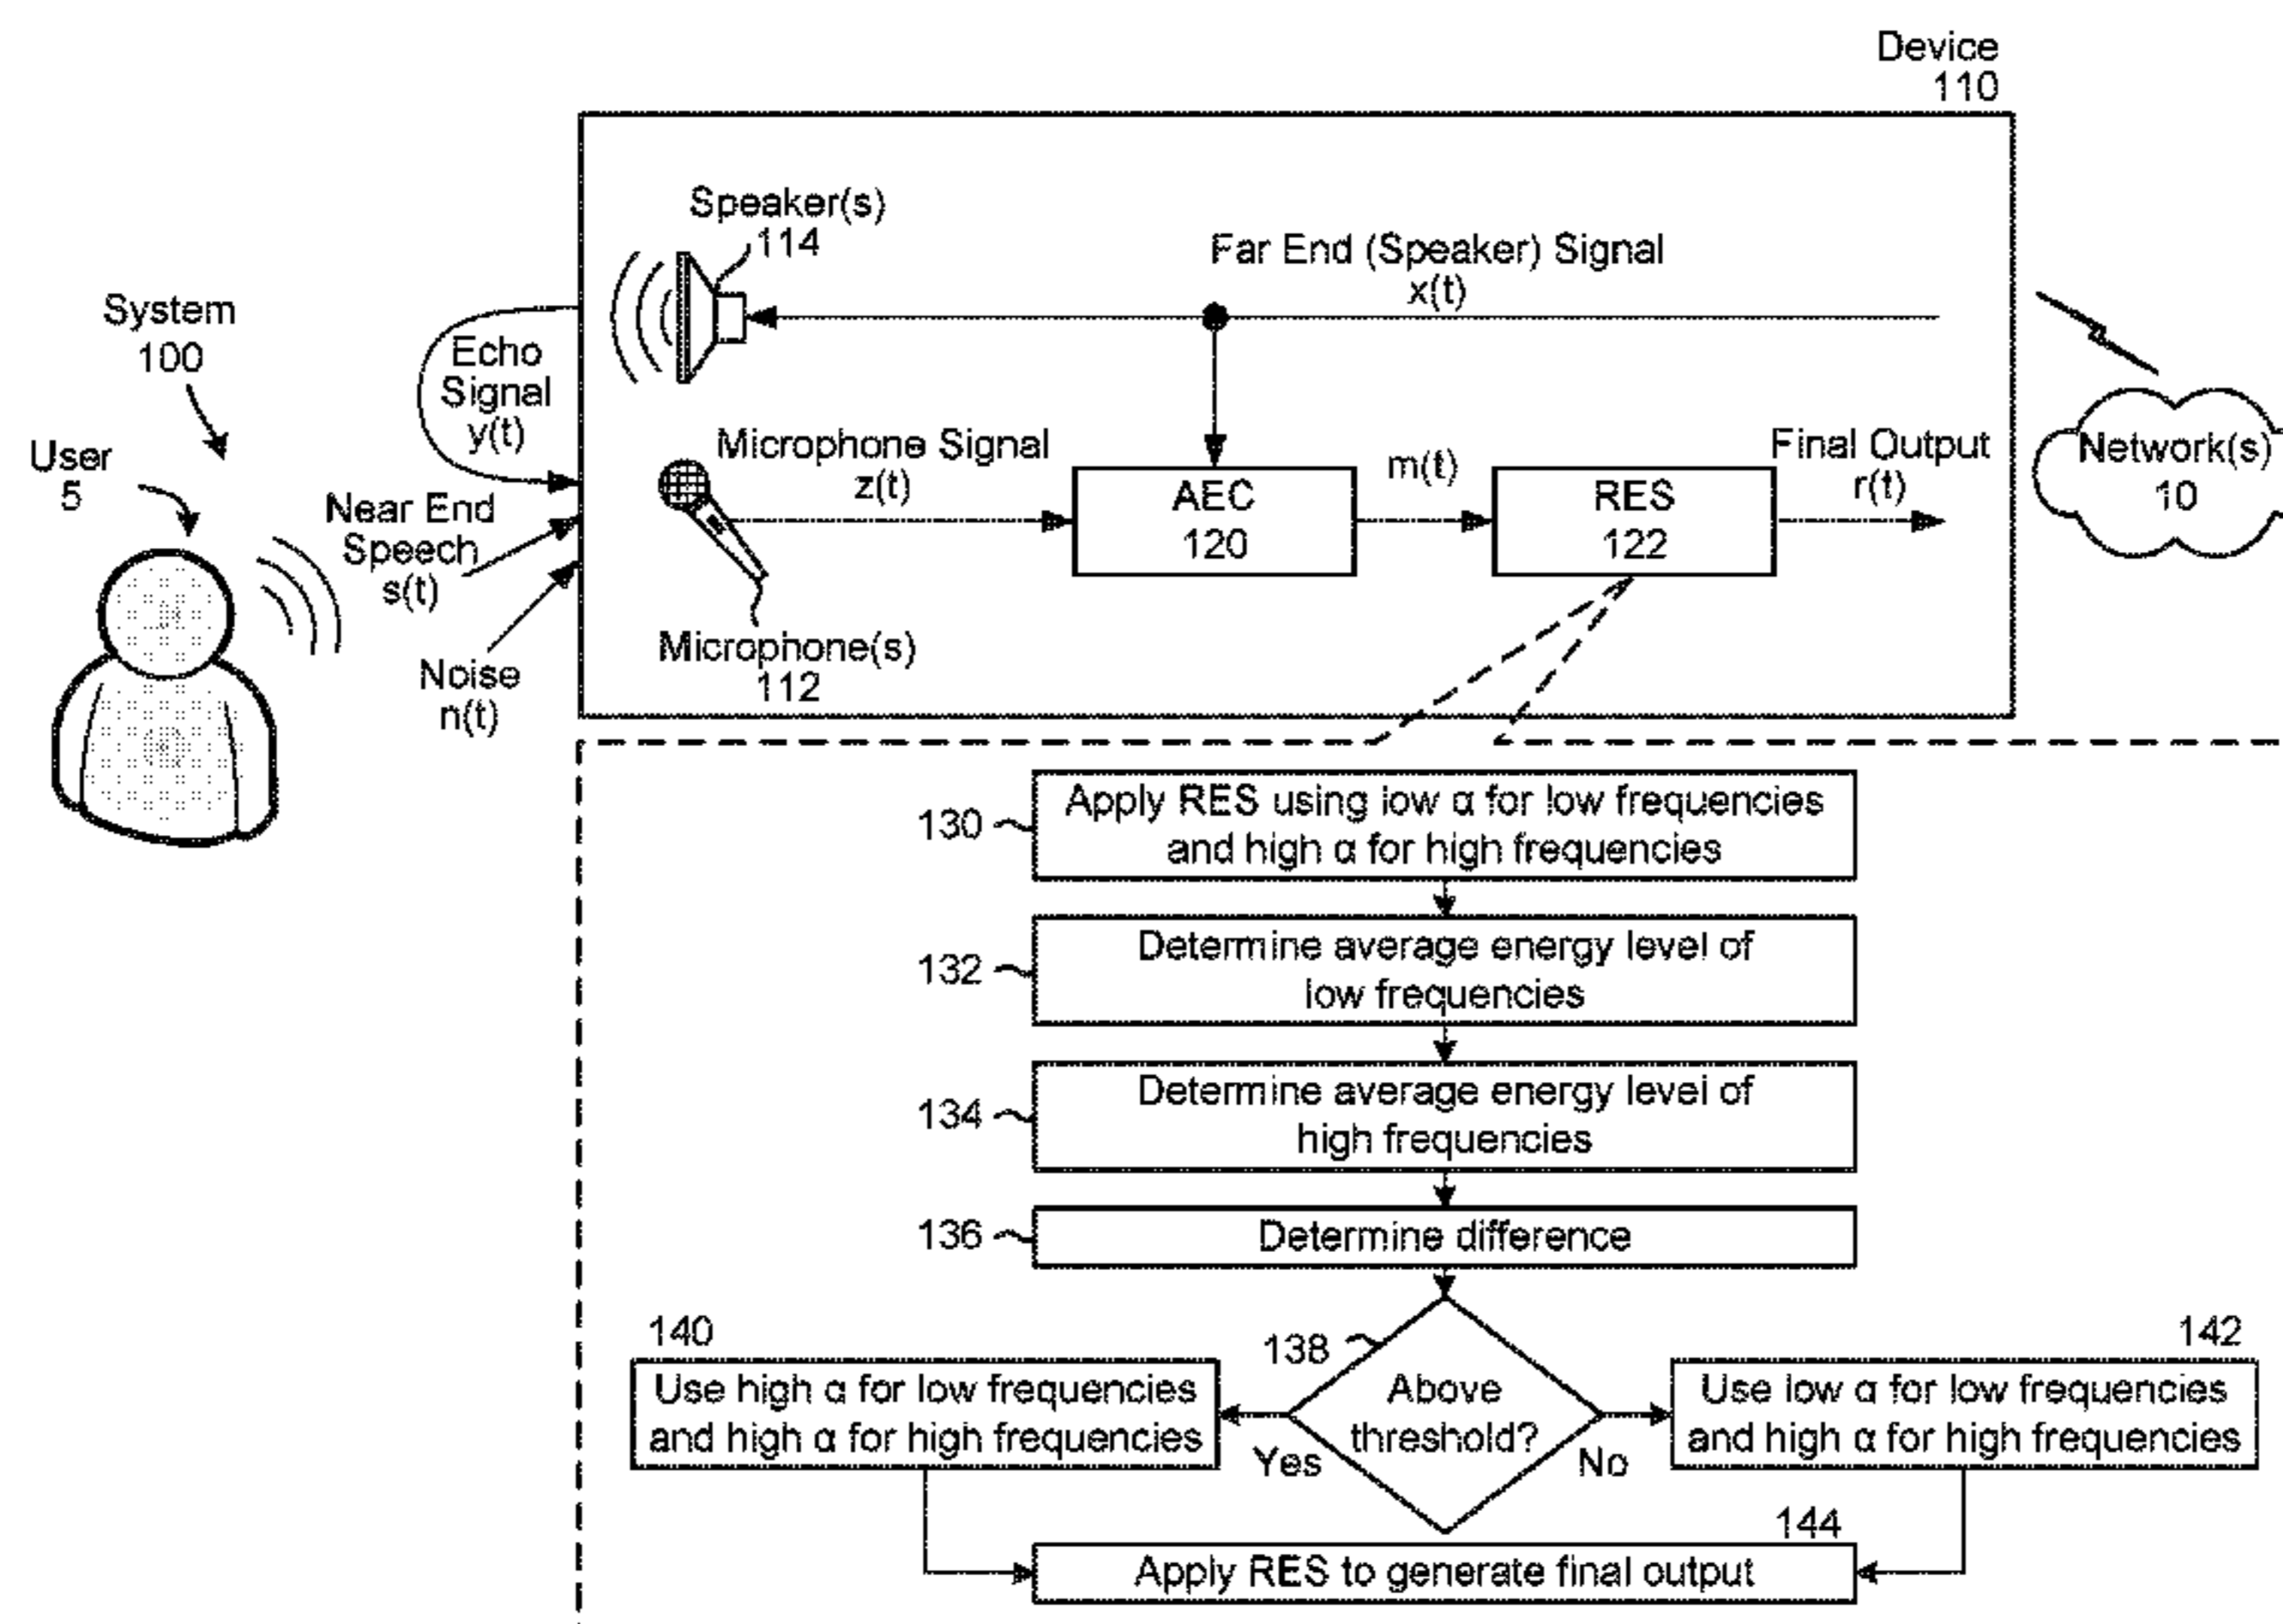 Device
110
Speaker(s)
114
Far End (Speaker) Signal
x(t)
System
100
Echo
Signal
y(t)
User
5
Near End
Speech
s(t)
Noise
n(t)
Microphone Signal
z(t)
Microphone(s)
112
AEC
120
m(t)
RES
122
Final Output
r(t)
Network(s)
10
130
Apply RES using low α for low frequencies
and high α for high frequencies
132
Determine average energy level of
low frequencies
134
Determine average energy level of
high frequencies
136
Determine difference
138
Above
threshold?
Yes
No
140
Use high α for low frequencies
and high α for high frequencies
142
Use low α for low frequencies
and high α for high frequencies
144
Apply RES to generate final output